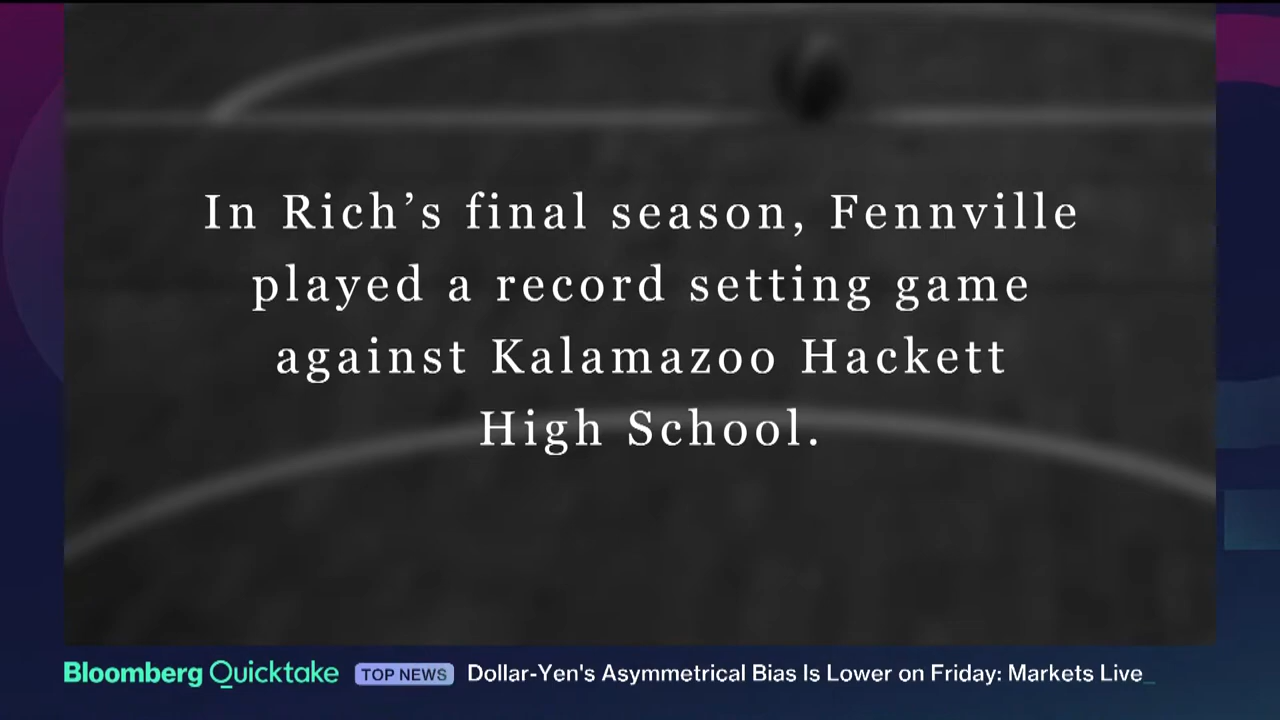 In Rich’s final season, Fennville
played a record setting game
against Kalamazoo Hackett
High School.
Bloomberg Quicktake TOP NEWS Dollar-Yen's Asymmetrical Bias Is Lower on Friday: Markets Live_